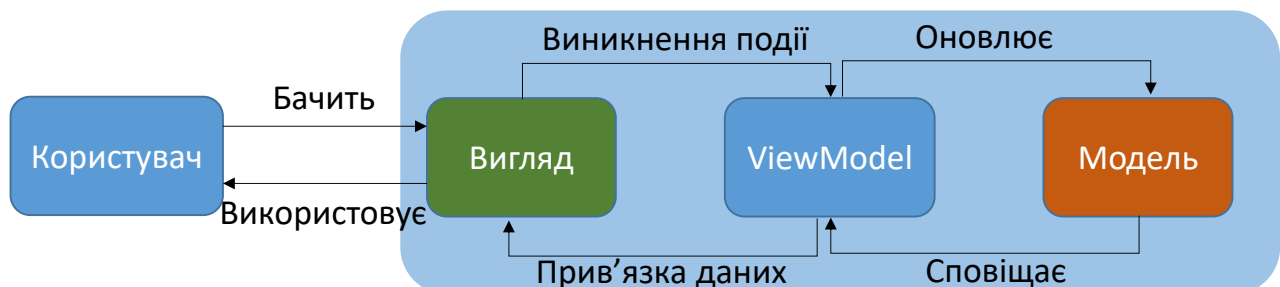 Виникнення події
Оновлює
Бачить
Користувач
Вигляд
ViewModel
Модель
Використовує
Прив’язка даних
Сповіщає